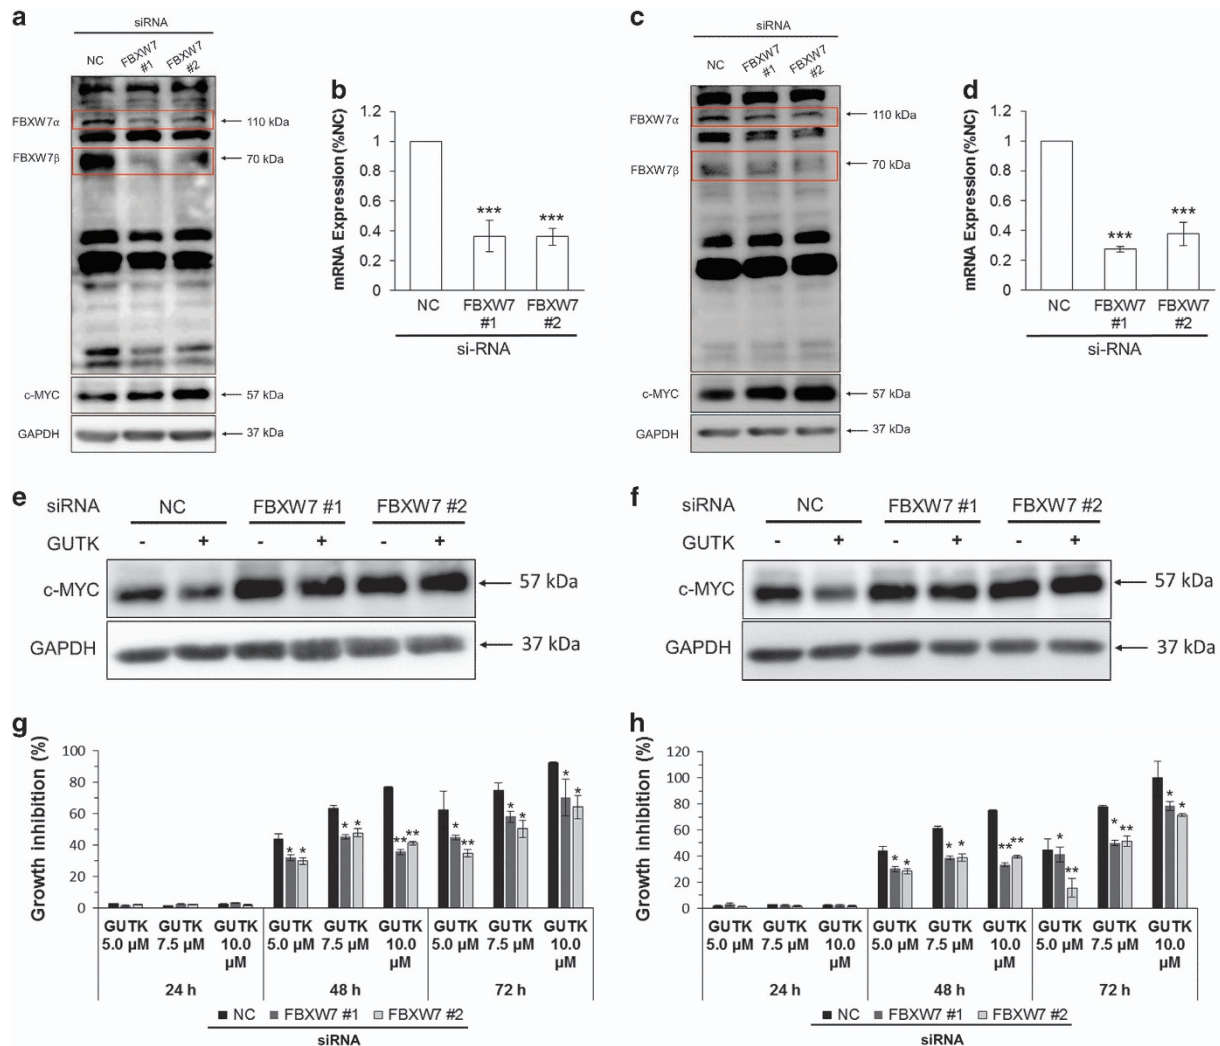 a
siRNA
NC FBXW7 #1 FBXW7 #2
FBXW7α
110 kDa
FBXW7β
70 kDa
c-MYC
57 kDa
GAPDH
37 kDa
b
mRNA Expression (%NC)
1.2
1
0.8
0.6
0.4
0.2
0
*** ***
NC FBXW7 #1 FBXW7 #2
si-RNA
c
siRNA
NC FBXW7 #1 FBXW7 #2
FBXW7α
110 kDa
FBXW7β
70 kDa
c-MYC
57 kDa
GAPDH
37 kDa
d
mRNA Expression (%NC)
1.2
1
0.8
0.6
0.4
0.2
0
*** ***
NC FBXW7 #1 FBXW7 #2
si-RNA
e
siRNA NC FBXW7 #1 FBXW7 #2
GUTK - + - + - +
c-MYC 57 kDa
GAPDH 37 kDa
f
siRNA NC FBXW7 #1 FBXW7 #2
GUTK - + - + - +
c-MYC 57 kDa
GAPDH 37 kDa
g
Growth Inhibition (%)
100
80
60
40
20
0
* * * * ** ** * ** * * * *
GUTK GUTK GUTK GUTK GUTK GUTK GUTK GUTK GUTK
5.0 µM 7.5 µM 10.0 µM 5.0 µM 7.5 µM 10.0 µM 5.0 µM 7.5 µM 10.0 µM
24 h 48 h 72 h
NC FBXW7 #1 FBXW7 #2
siRNA
h
Growth Inhibition (%)
120
100
80
60
40
20
0
* * * * ** ** * ** * ** * *
GUTK GUTK GUTK GUTK GUTK GUTK GUTK GUTK GUTK
5.0 µM 7.5 µM 10.0 µM 5.0 µM 7.5 µM 10.0 µM 5.0 µM 7.5 µM 10.0 µM
24 h 48 h 72 h
NC FBXW7 #1 FBXW7 #2
siRNA